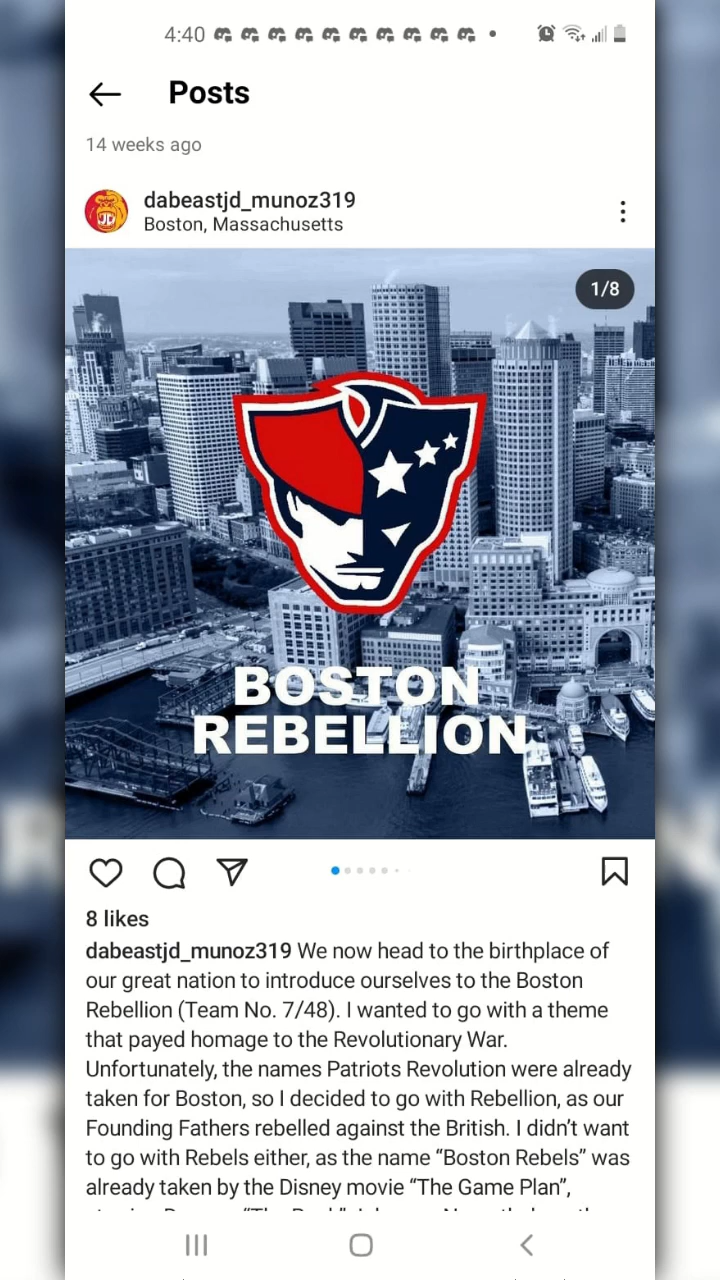 4:40
Posts
14 weeks ago
dabeastjd_munoz319
Boston, Massachusetts
1/8
JD
BOSTON
REBELLION
8 likes
dabeastjd_munoz319 We now head to the birthplace of
our great nation to introduce ourselves to the Boston
Rebellion (Team No. 7/48). I wanted to go with a theme
that payed homage to the Revolutionary War.
Unfortunately, the names Patriots Revolution were already
taken for Boston, so I decided to go with Rebellion, as our
Founding Fathers rebelled against the British. I didn't want
to go with Rebels either, as the name “Boston Rebels” was
already taken by the Disney movie “The Game Plan”,